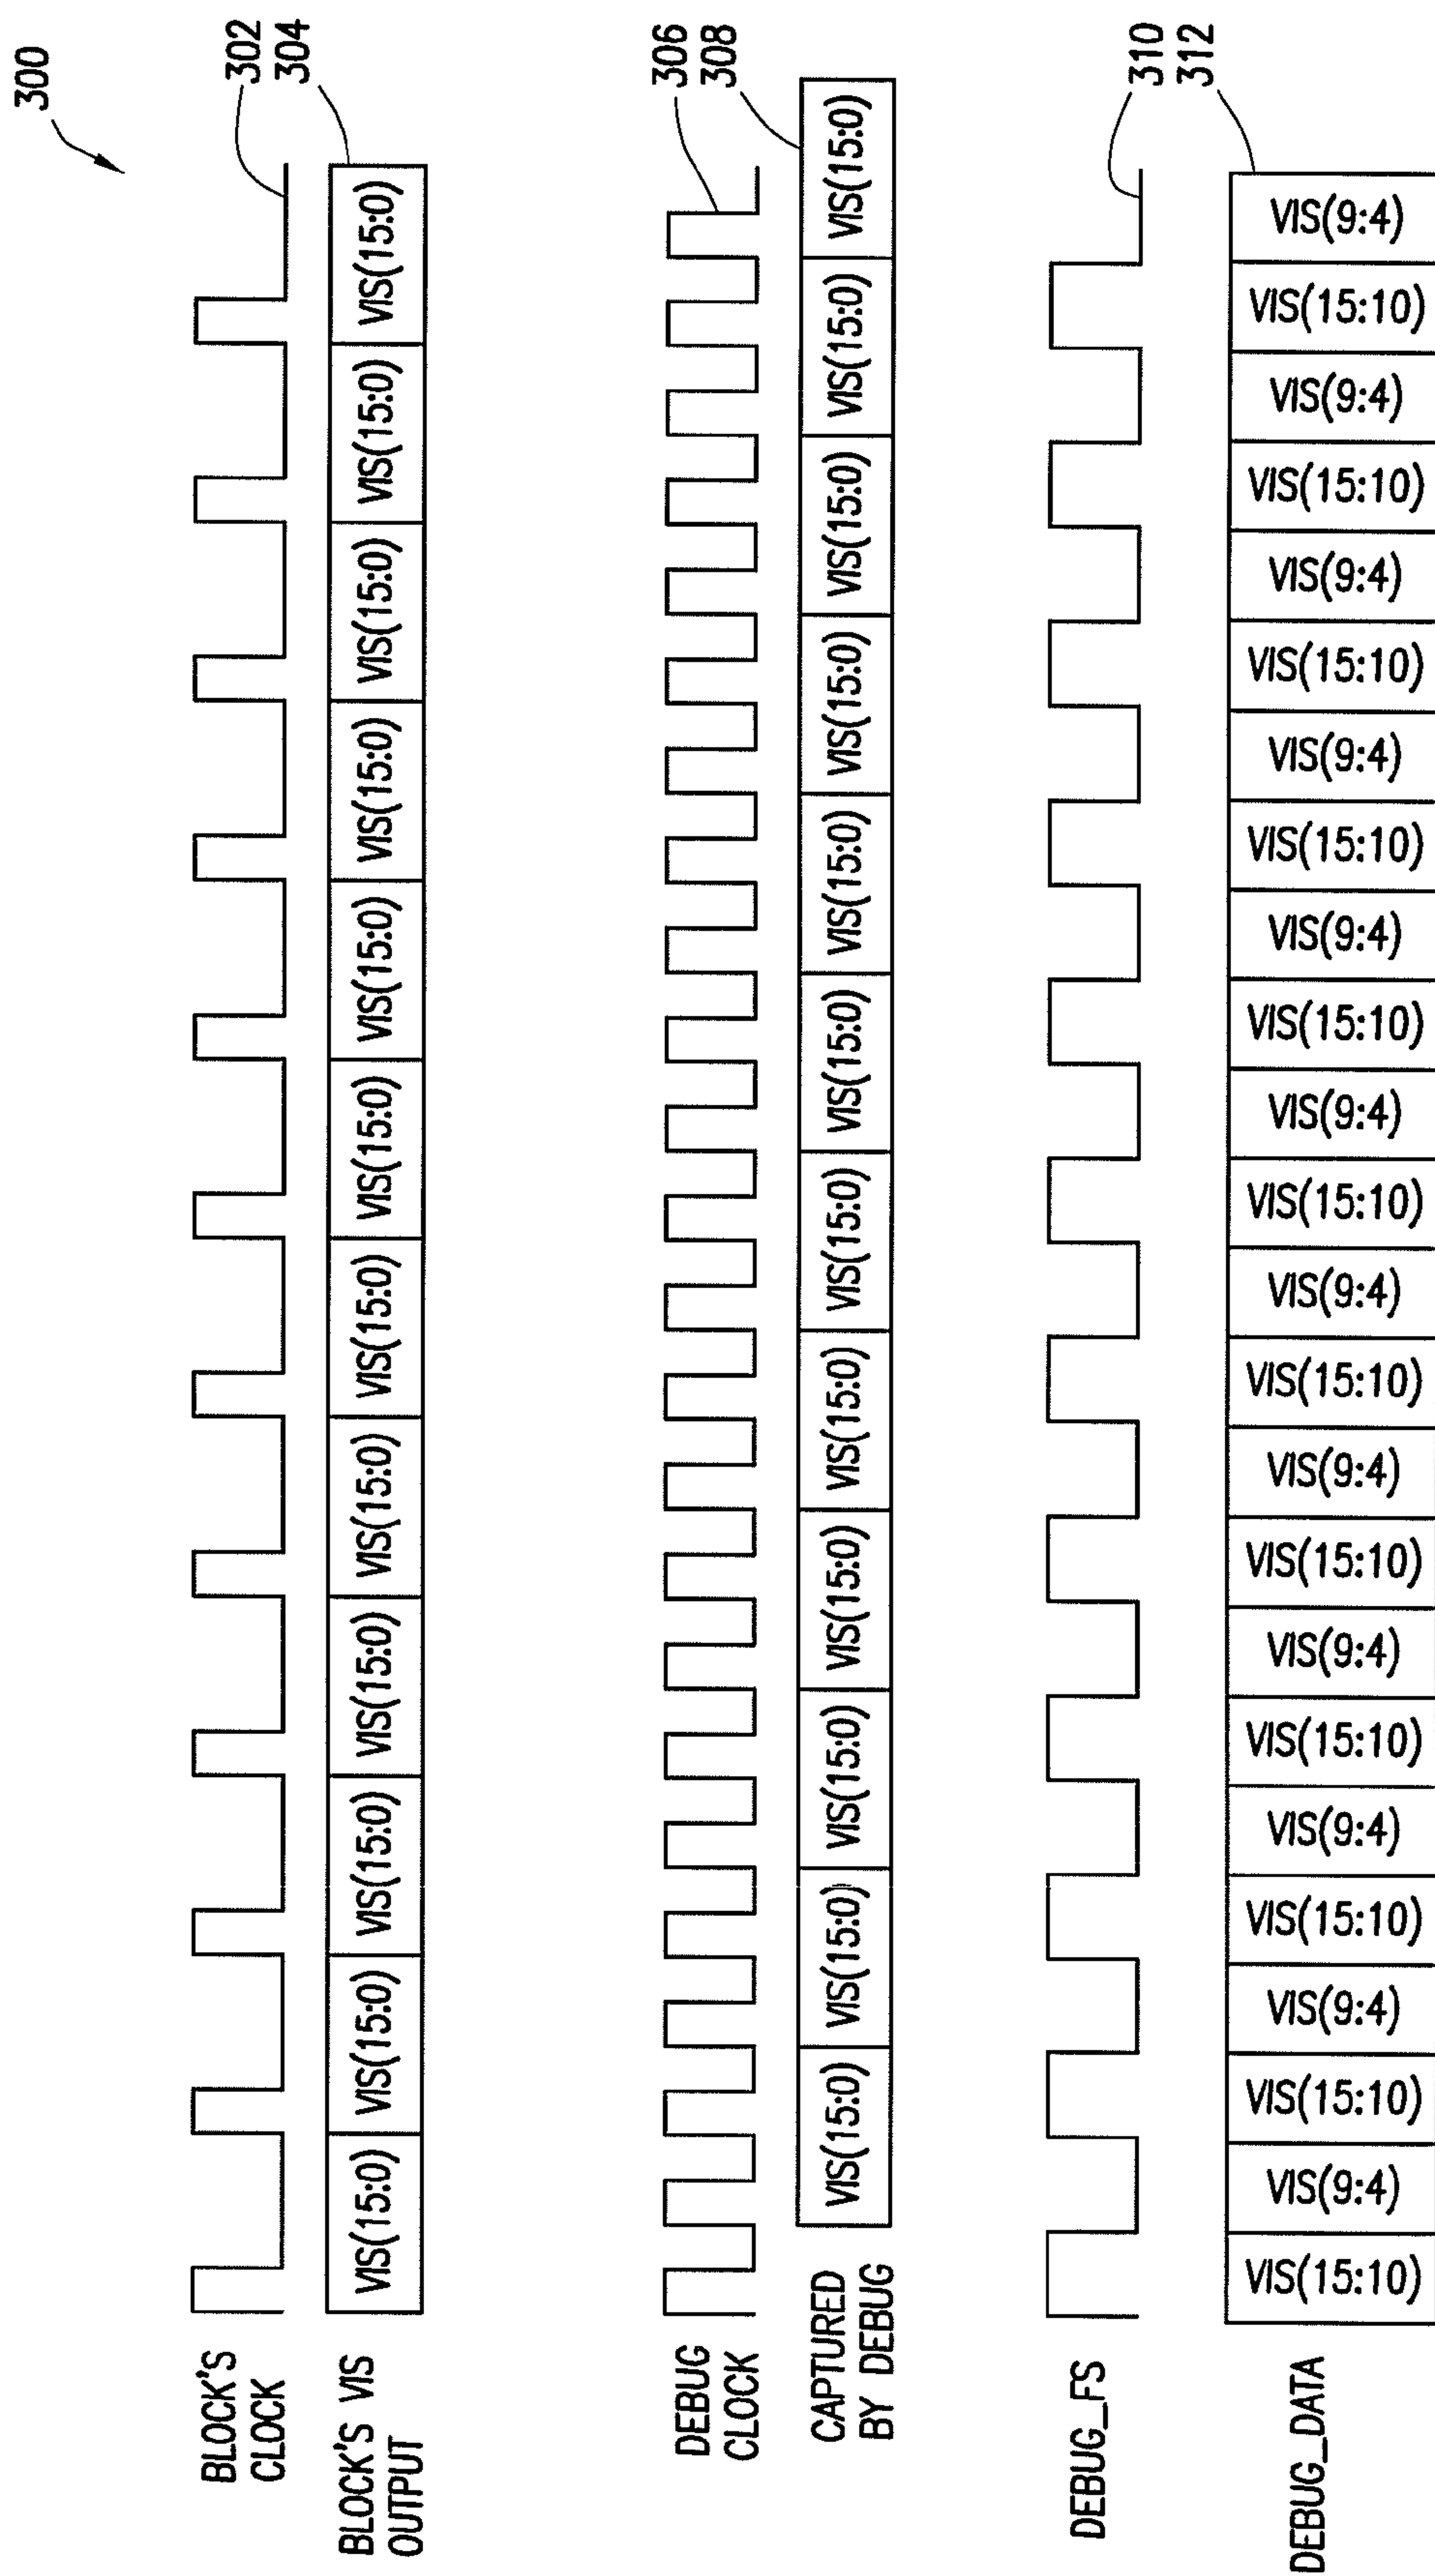 300
302
304
BLOCK'S
CLOCK
BLOCK'S VIS
OUTPUT
VIS(15:0) VIS(15:0) VIS(15:0) VIS(15:0) VIS(15:0) VIS(15:0) VIS(15:0) VIS(15:0) VIS(15:0) VIS(15:0) VIS(15:0) VIS(15:0)
306
308
DEBUG
CLOCK
CAPTURED
BY DEBUG
VIS(15:0) VIS(15:0) VIS(15:0) VIS(15:0) VIS(15:0) VIS(15:0) VIS(15:0) VIS(15:0) VIS(15:0) VIS(15:0) VIS(15:0) VIS(15:0)
310
312
DEBUG_FS
DEBUG_DATA
VIS(15:10)
VIS(9:4)
VIS(15:10)
VIS(9:4)
VIS(15:10)
VIS(9:4)
VIS(15:10)
VIS(9:4)
VIS(15:10)
VIS(9:4)
VIS(15:10)
VIS(9:4)
VIS(15:10)
VIS(9:4)
VIS(15:10)
VIS(9:4)
VIS(15:10)
VIS(9:4)
VIS(15:10)
VIS(9:4)
VIS(15:10)
VIS(9:4)
VIS(15:10)
VIS(9:4)